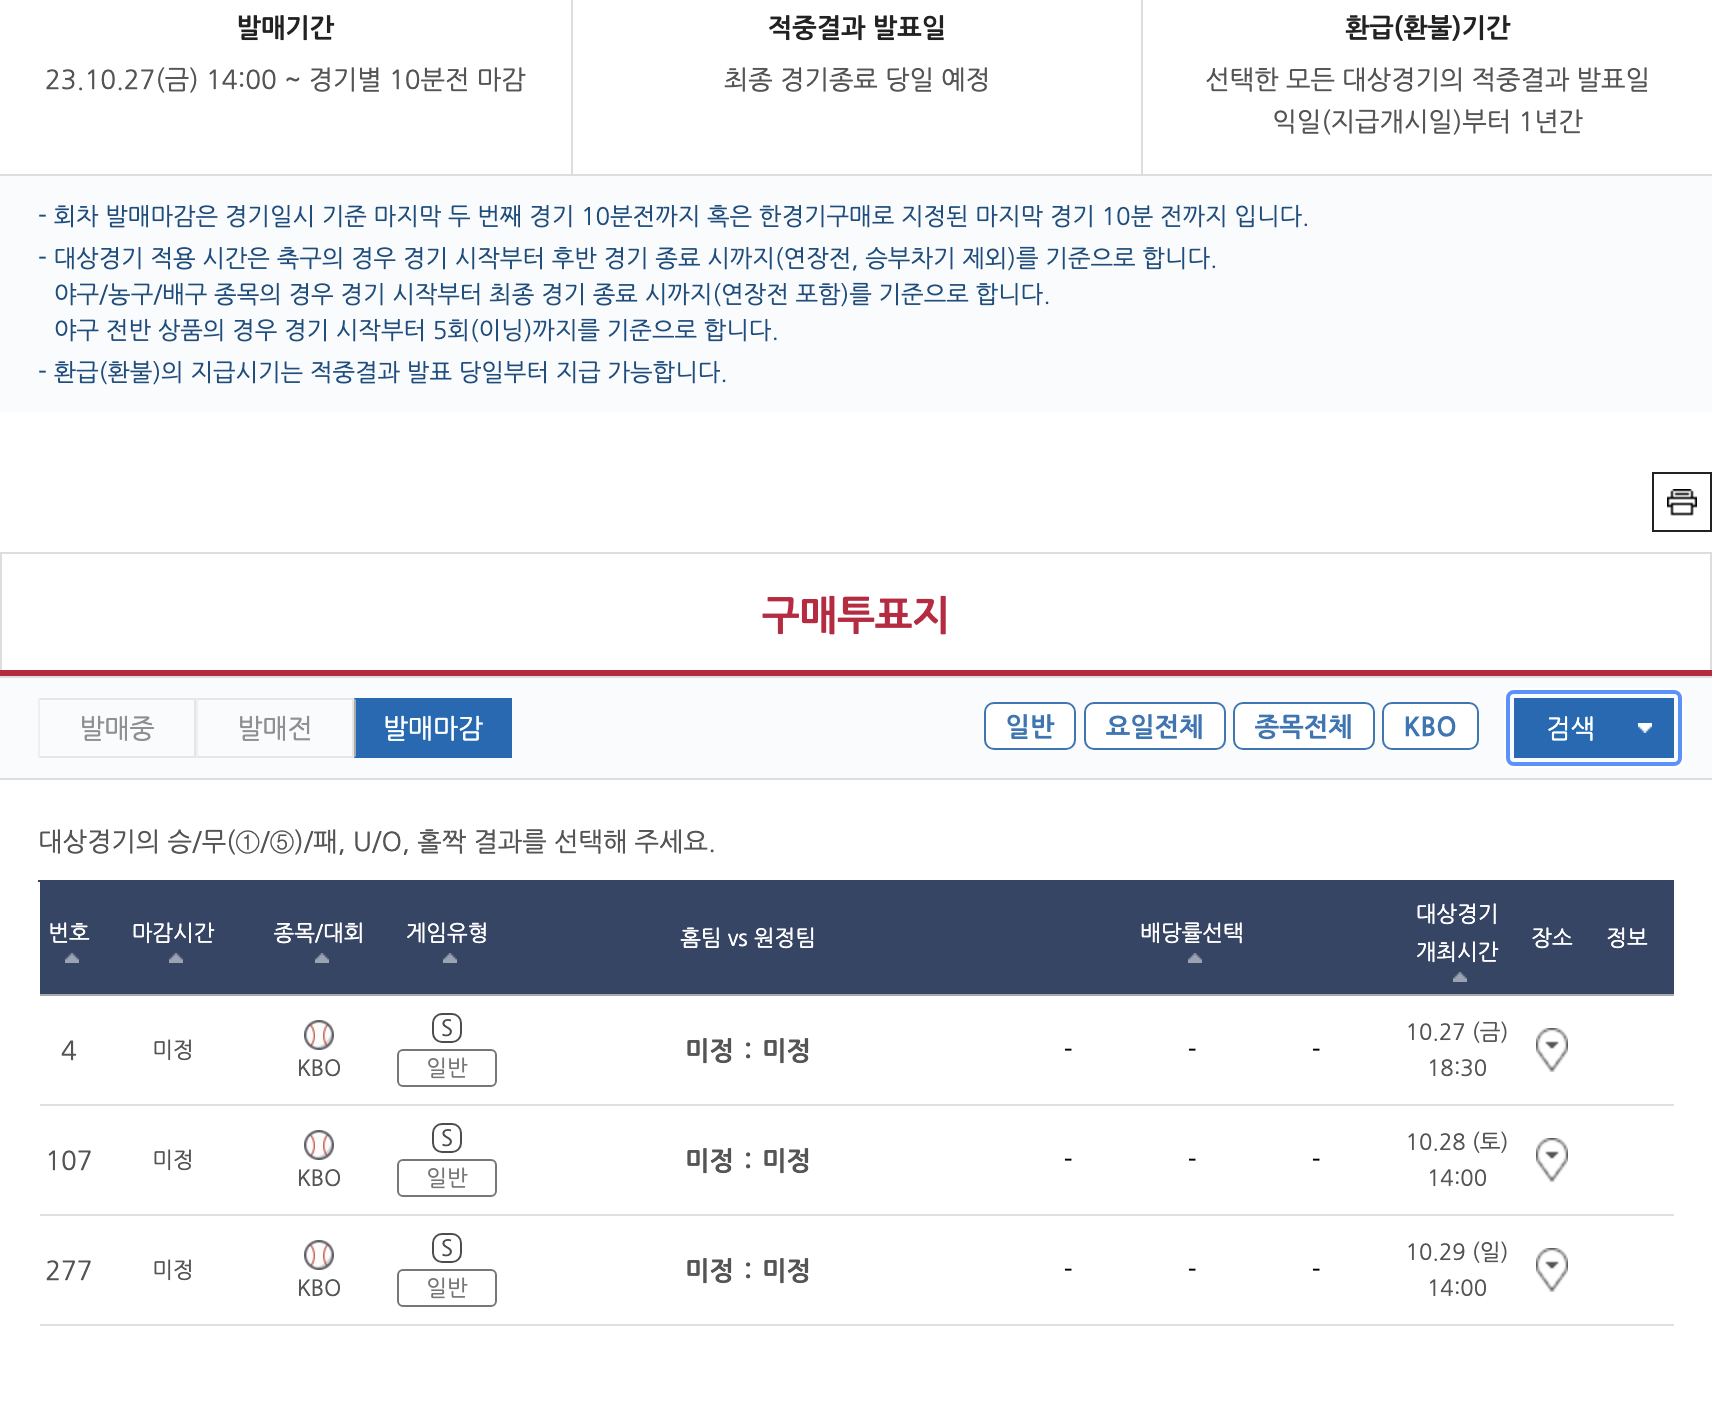 발매기간
23.10.27(금) 14:00 ~ 경기별 10분전 마감
적중결과 발표일
최종 경기종료 당일 예정
환급(환불)기간
선택한 모든 대상경기의 적중결과 발표일
익일(지급개시일)부터 1년간
- 회차 발매마감은 경기일시 기준 마지막 두 번째 경기 10분전까지 혹은 한경기구매로 지정된 마지막 경기 10분 전까지 입니다.
- 대상경기 적용 시간은 축구의 경우 경기 시작부터 후반 경기 종료 시까지(연장전, 승부차기 제외)를 기준으로 합니다.
야구/농구/배구 종목의 경우 경기 시작부터 최종 경기 종료 시까지(연장전 포함)를 기준으로 합니다.
야구 전반 상품의 경우 경기 시작부터 5회(이닝)까지를 기준으로 합니다.
- 환급(환불)의 지급시기는 적중결과 발표 당일부터 지급 가능합니다.
구매투표지
발매중 발매전 발매마감 일반 요일전체 종목전체 KBO 검색
대상경기의 승/무(①/⑤)/패, U/O, 홀짝 결과를 선택해 주세요.
번호 마감시간 종목/대회 게임유형 홈팀 vs 원정팀 배당률선택 대상경기 개최시간 장소 정보
4 미정 KBO S 일반 미정 : 미정 - - - 10.27 (금) 18:30
107 미정 KBO S 일반 미정 : 미정 - - - 10.28 (토) 14:00
277 미정 KBO S 일반 미정 : 미정 - - - 10.29 (일) 14:00